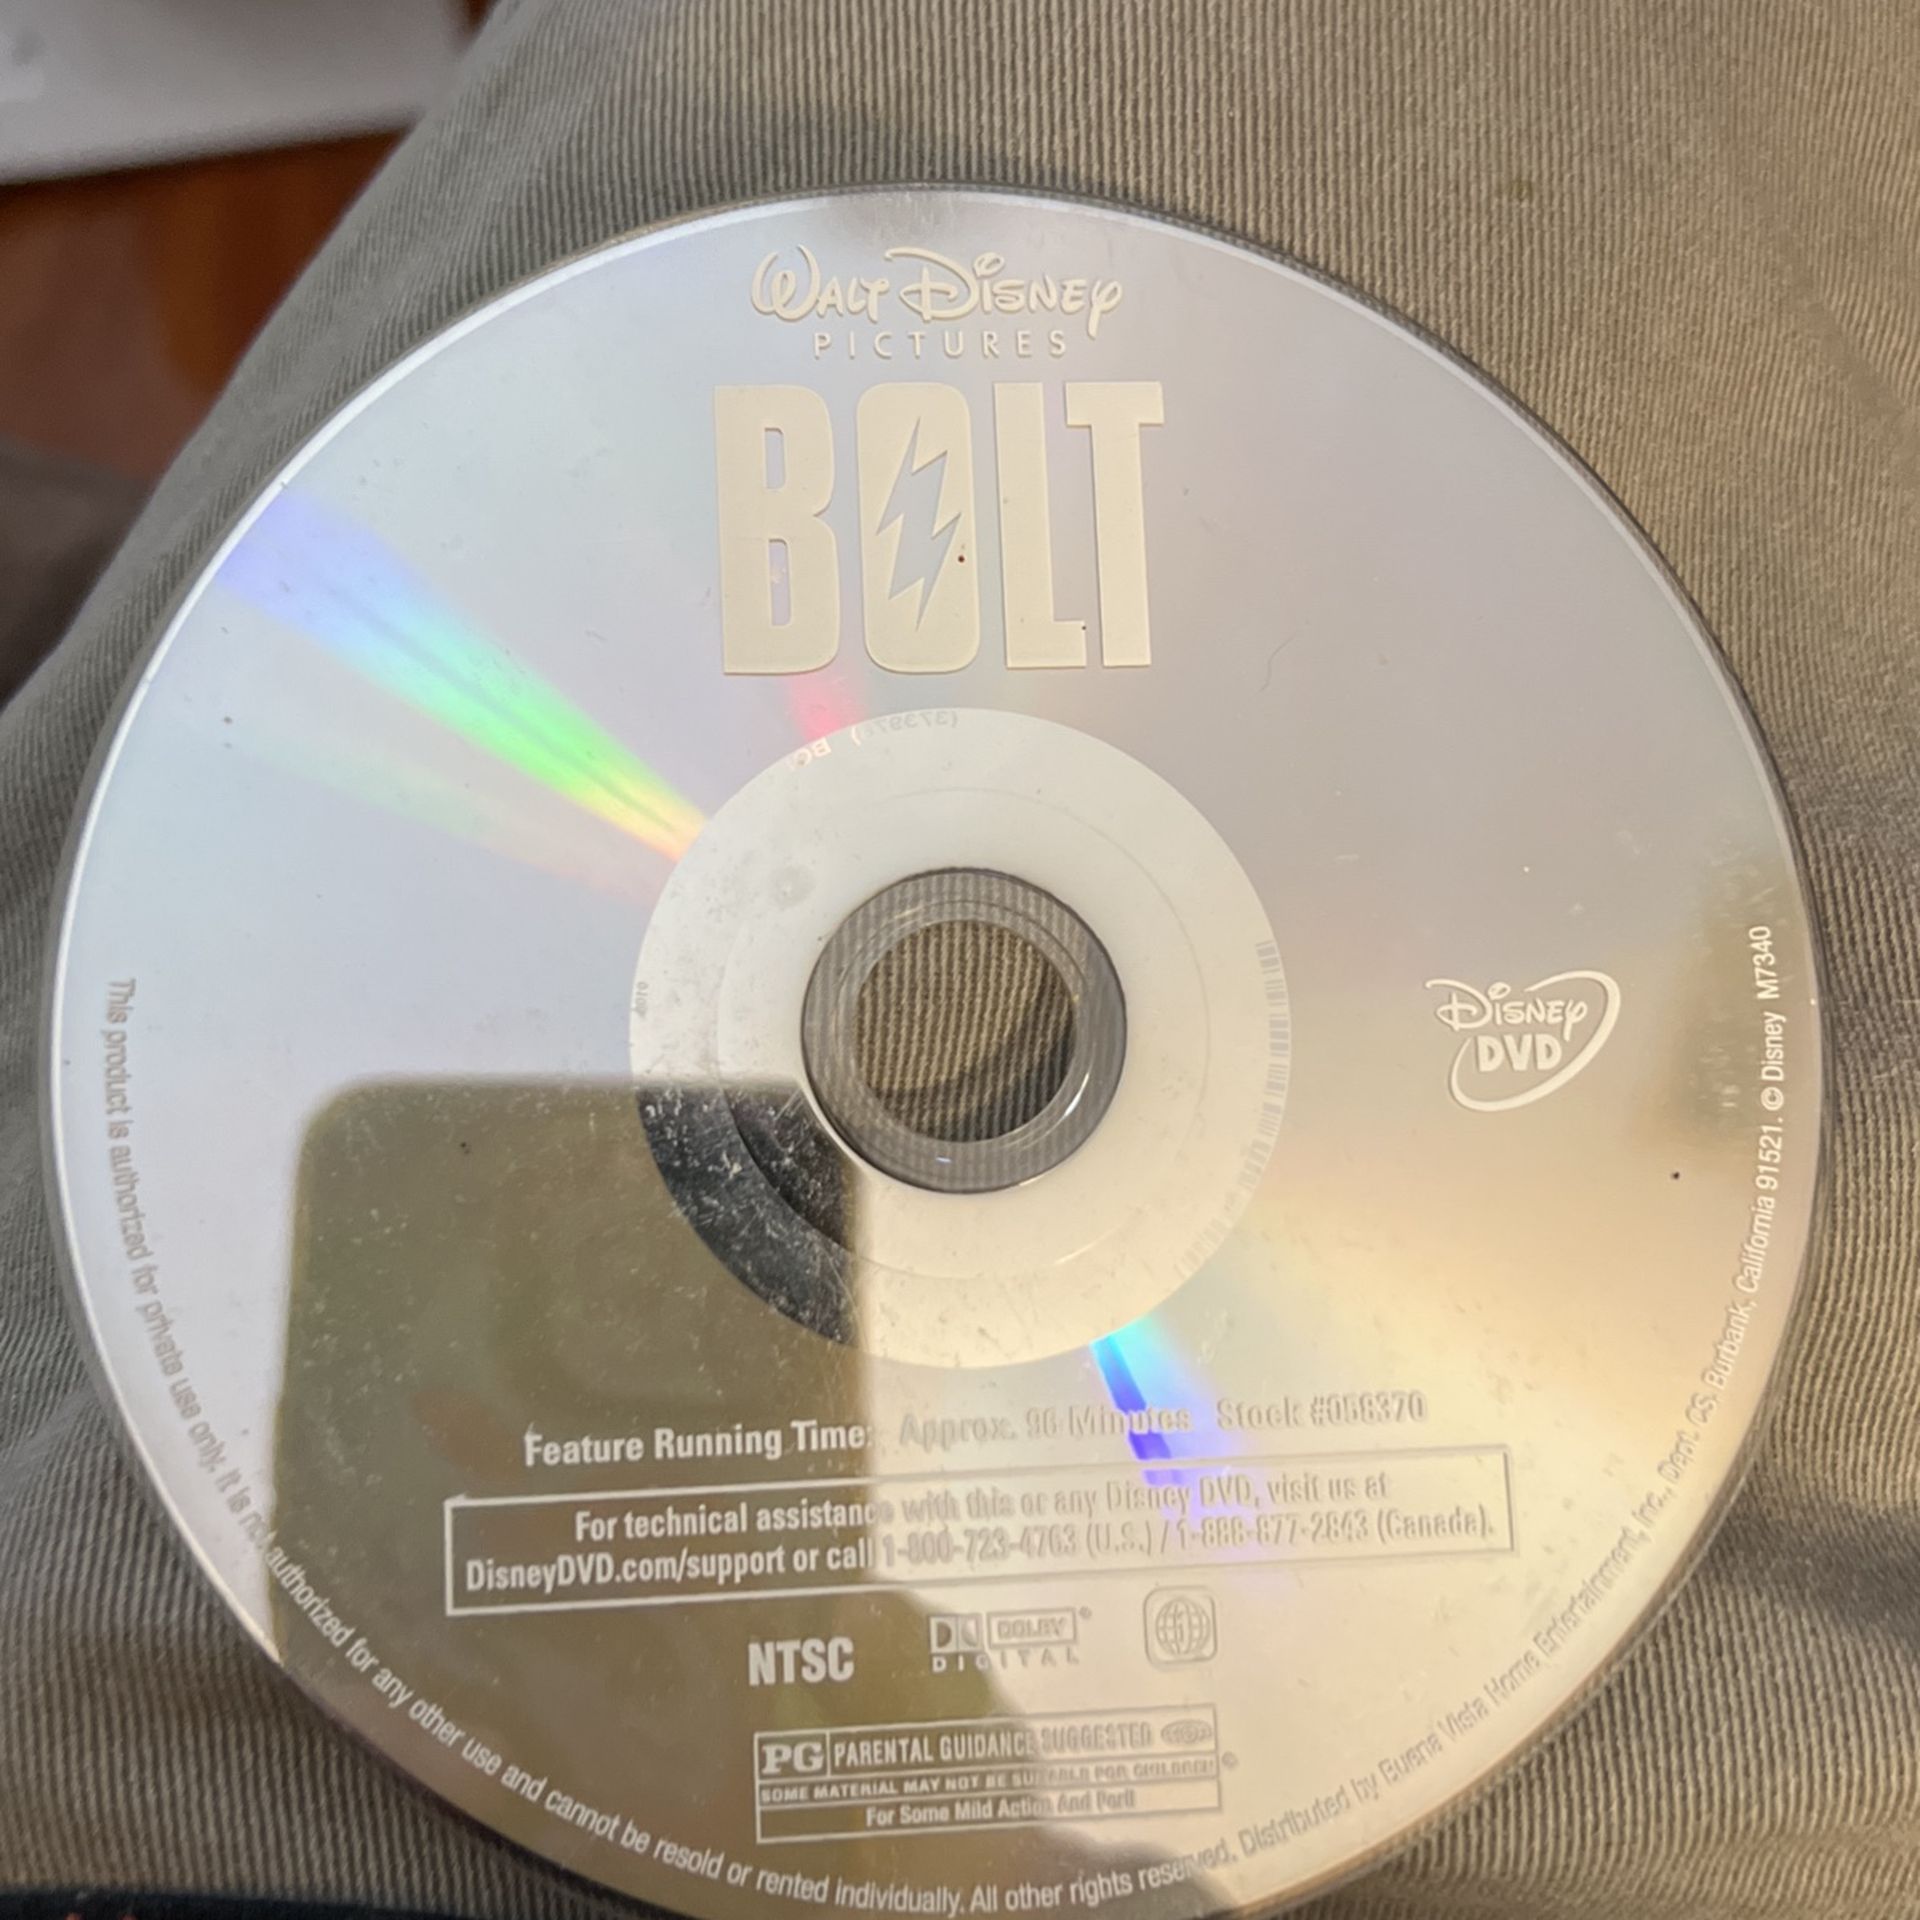 WALT DISNEY
PICTURES
BOLT
DISNEY
DVD
Feature Running Time: Approx. 96 Minutes Stock #058370
For technical assistance with this or any Disney DVD, visit us at
DisneyDVD.com/support or call 1-800-723-4763 (U.S.) / 1-888-877-2843 (Canada).
NTSC
DOLBY
DIGITAL
1
PG PARENTAL GUIDANCE SUGGESTED
SOME MATERIAL MAY NOT BE SUITABLE FOR CHILDREN
For Some Mild Action And Peril
This product is authorized for private use only. It is not authorized for any other use and cannot be resold or rented individually. All other rights reserved. Distributed by Buena Vista Home Entertainment, Inc., Dept. CS, Burbank, California 91521. © Disney M7340